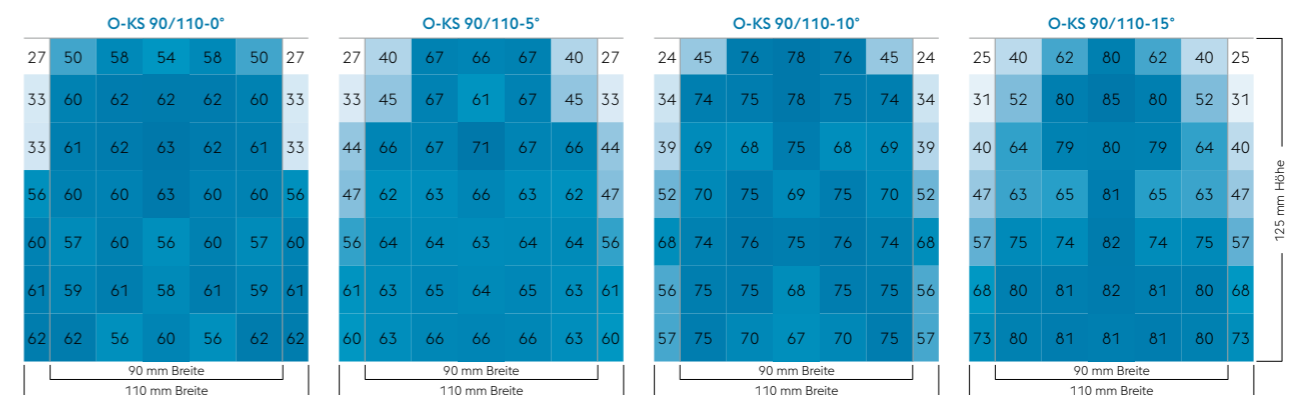 O-KS 90/110-0° O-KS 90/110-5° O-KS 90/110-10° O-KS 90/110-15°
27 50 58 54 58 50 27 27 40 67 66 67 40 27 24 45 76 78 76 45 24 25 40 62 80 62 40 25
33 60 62 62 62 60 33 33 45 67 61 67 45 33 34 74 75 78 75 74 34 31 52 80 85 80 52 31
33 61 62 63 62 61 33 44 66 67 71 67 66 44 39 69 68 75 68 69 39 40 64 79 80 79 64 40
56 60 60 63 60 60 56 47 62 63 66 63 62 47 52 70 75 69 75 70 52 47 63 65 81 65 63 47
60 57 60 56 60 57 60 56 64 64 63 64 64 56 68 74 76 75 76 74 68 57 75 74 82 74 75 57
61 59 61 58 61 59 61 61 63 65 64 65 63 61 56 75 75 68 75 75 56 68 80 81 82 81 80 68
62 62 56 60 56 62 62 60 63 66 66 66 63 60 57 75 70 67 70 75 57 73 80 81 81 81 80 73
125 mm Höhe
90 mm Breite 90 mm Breite 90 mm Breite 90 mm Breite
110 mm Breite 110 mm Breite 110 mm Breite 110 mm Breite